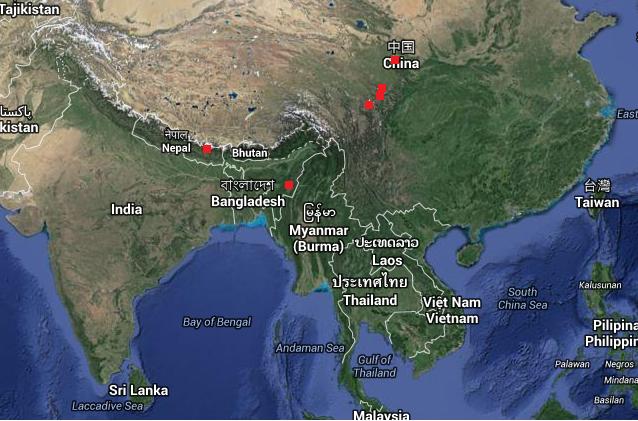 Tajikistan
中国
China
پاکستان
kistan
नेपाल
Nepal
Bhutan
East
বাংলাদেশ
Bangladesh
India
台灣
Taiwan
မြန်မာ
Myanmar
(Burma)
ປະເທດລາວ
Laos
ประเทศไทย
Thailand
Kalusunan
South
China Sea
Việt Nam
Vietnam
Bay of Bengal
Pilipina
Philippin
Andaman Sea
Gulf of
Thailand
Palawan
Negros
Mindana
Sri Lanka
Laccadive Sea
Basilan
Malaysia